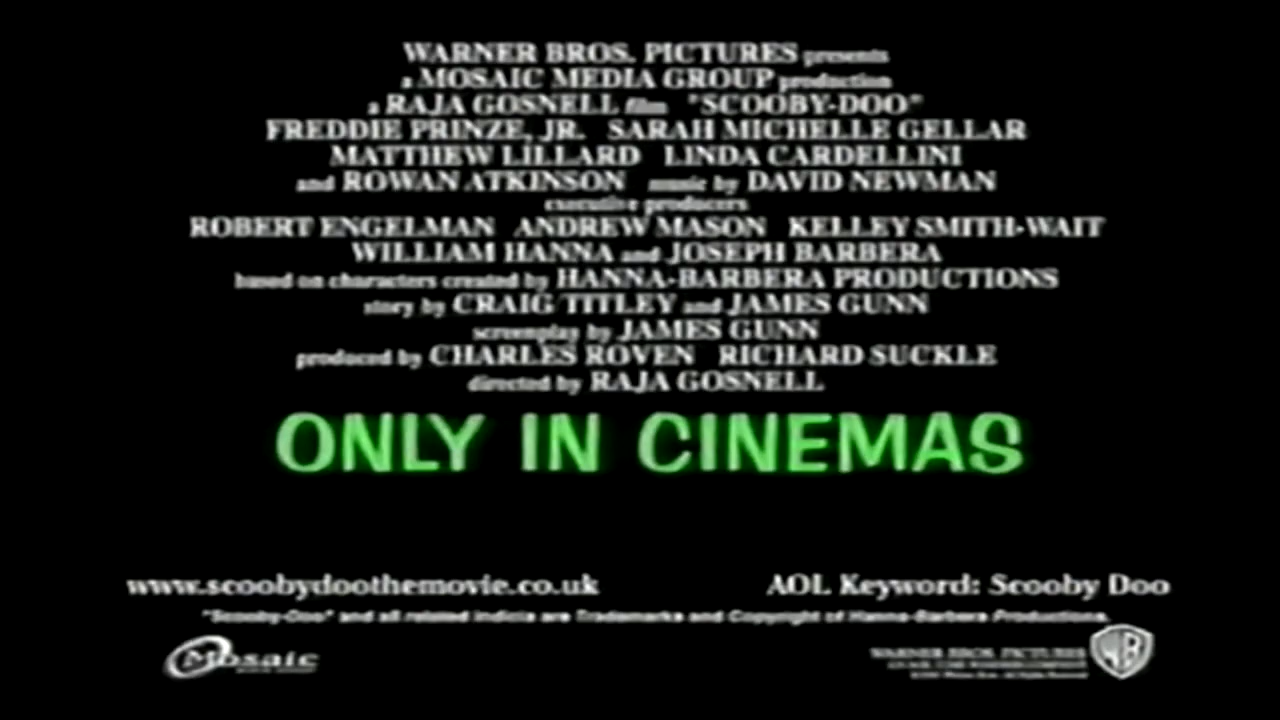 WARNER BROS. PICTURES presents
a MOSAIC MEDIA GROUP production
a RAJA GOSNELL film "SCOOBY-DOO"
FREDDIE PRINZE, JR. SARAH MICHELLE GELLAR
MATTHEW LILLARD LINDA CARDELLINI
and ROWAN ATKINSON music by DAVID NEWMAN
executive producers
ROBERT ENGELMAN ANDREW MASON KELLEY SMITH-WAIT
WILLIAM HANNA and JOSEPH BARBERA
based on characters created by HANNA-BARBERA PRODUCTIONS
story by CRAIG TITLEY and JAMES GUNN
screenplay by JAMES GUNN
produced by CHARLES ROVEN RICHARD SUCKLE
directed by RAJA GOSNELL
ONLY IN CINEMAS
www.scoobydoothemovie.co.uk AOL Keyword: Scooby Doo
"Scooby-Doo" and all related indicia are Trademarks and Copyright of Hanna-Barbera Productions.
Mosaic
WARNER BROS. PICTURES
WB